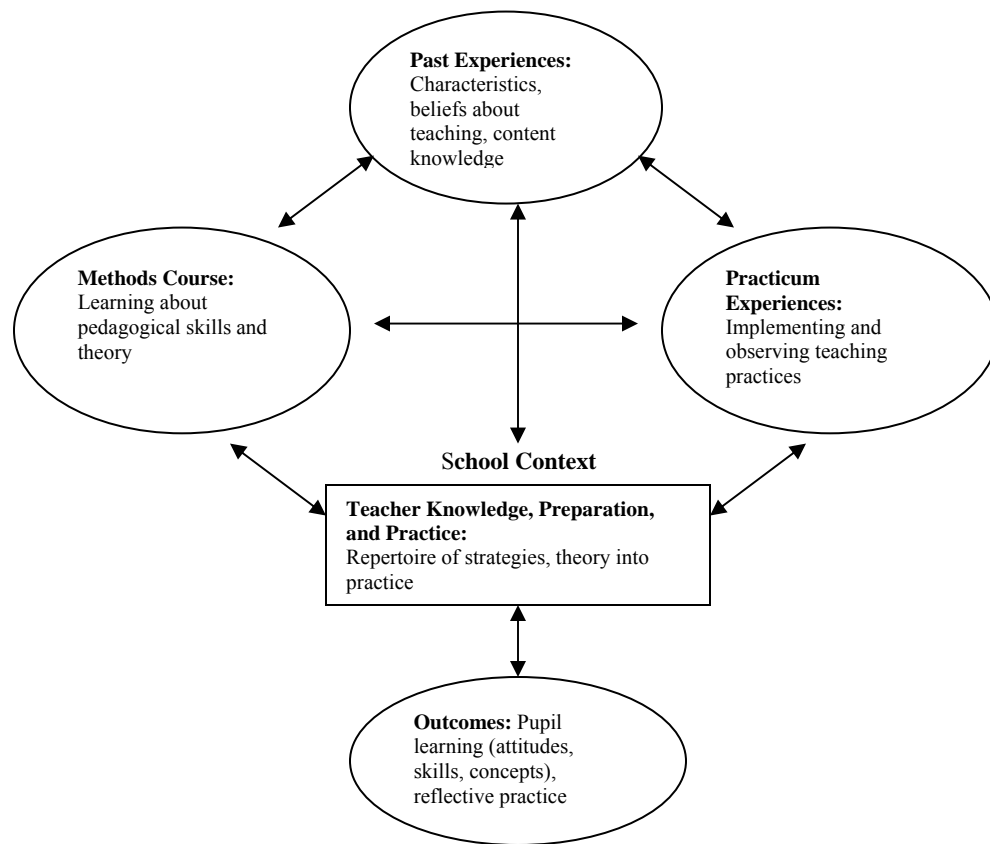 Past Experiences:
Characteristics,
beliefs about
teaching, content
knowledge
Methods Course:
Learning about
pedagogical skills and
theory
Practicum
Experiences:
Implementing and
observing teaching
practices
School Context
Teacher Knowledge, Preparation,
and Practice:
Repertoire of strategies, theory into
practice
Outcomes: Pupil
learning (attitudes,
skills, concepts),
reflective practice